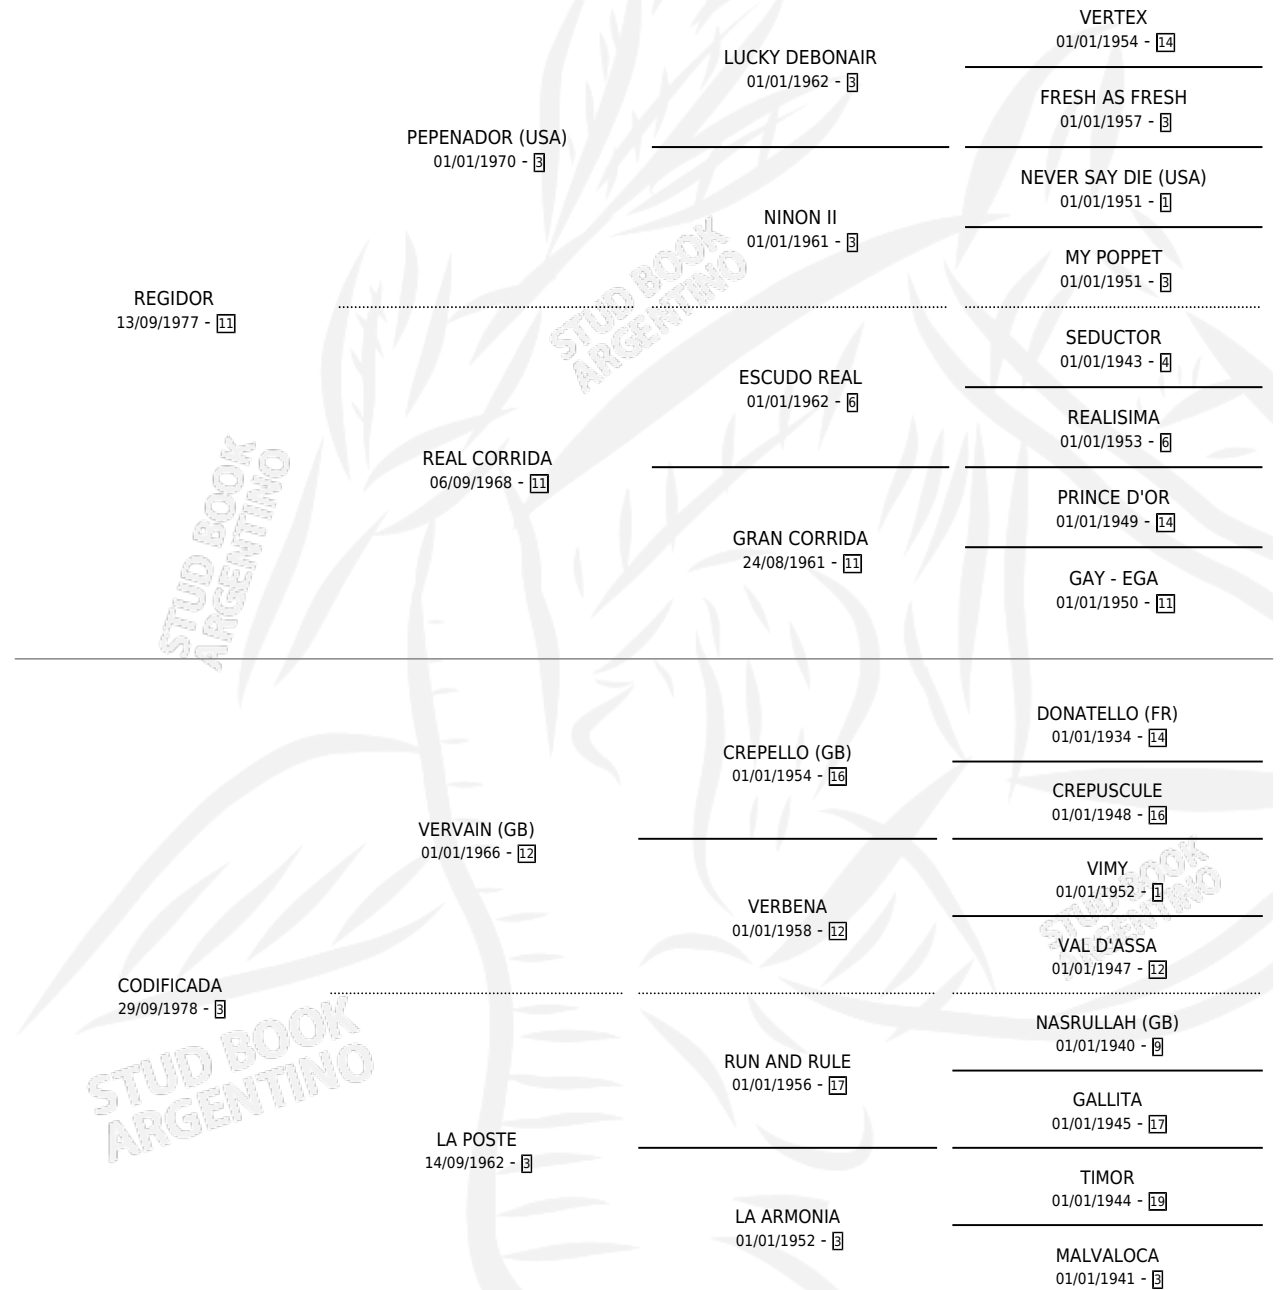 VERTEX
01/01/1954 - 14
LUCKY DEBONAIR
01/01/1962 - 3
FRESH AS FRESH
01/01/1957 - 3
PEPENADOR (USA)
01/01/1970 - 3
NEVER SAY DIE (USA)
01/01/1951 - 1
NINON II
01/01/1961 - 3
MY POPPET
01/01/1951 - 3
REGIDOR
13/09/1977 - 11
SEDUCTOR
01/01/1943 - 4
ESCUDO REAL
01/01/1962 - 6
REALISIMA
01/01/1953 - 6
REAL CORRIDA
06/09/1968 - 11
PRINCE D'OR
01/01/1949 - 14
GRAN CORRIDA
24/08/1961 - 11
GAY - EGA
01/01/1950 - 11
DONATELLO (FR)
01/01/1934 - 14
CREPELLO (GB)
01/01/1954 - 16
CREPUSCULE
01/01/1948 - 16
VERVAIN (GB)
01/01/1966 - 12
VIMY
01/01/1952 - 1
VERBENA
01/01/1958 - 12
VAL D'ASSA
01/01/1947 - 12
CODIFICADA
29/09/1978 - 3
NASRULLAH (GB)
01/01/1940 - 9
RUN AND RULE
01/01/1956 - 17
GALLITA
01/01/1945 - 17
LA POSTE
14/09/1962 - 3
TIMOR
01/01/1944 - 19
LA ARMONIA
01/01/1952 - 3
MALVALOCA
01/01/1941 - 3
STUD BOOK
ARGENTINO
STUD BOOK
ARGENTINO
STUD BOOK
ARGENTINO
STUD BOOK
ARGENTINO